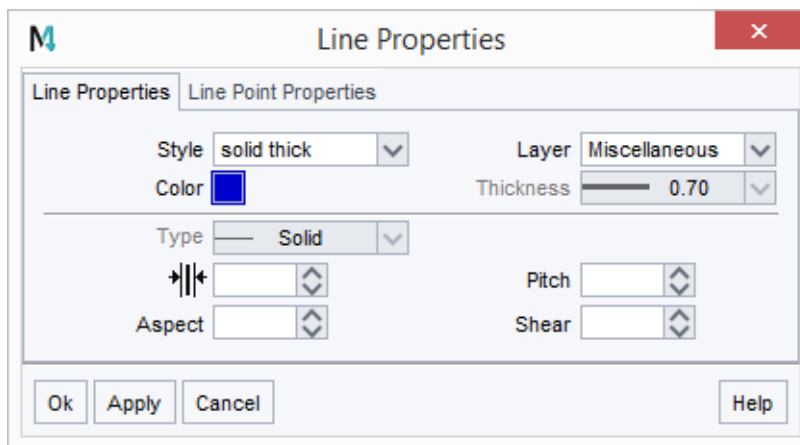 M4 Line Properties
Line Properties Line Point Properties
Style solid thick Layer Miscellaneous
Color Thickness 0.70
Type Solid
Pitch
Aspect Shear
Ok Apply Cancel Help